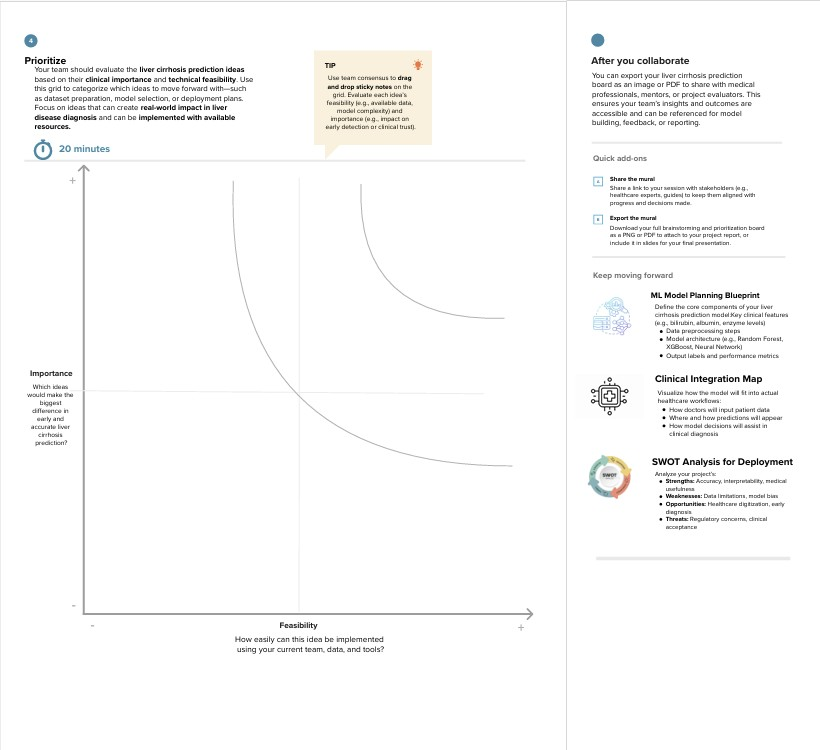 4
Prioritize
Your team should evaluate the liver cirrhosis prediction ideas
based on their clinical importance and technical feasibility. Use
this grid to categorize which ideas to move forward with—such
as dataset preparation, model selection, or deployment plans.
Focus on ideas that can create real-world impact in liver
disease diagnosis and can be implemented with available
resources.
20 minutes
TIP
Use team consensus to drag
and drop sticky notes on the
grid. Evaluate each idea's
feasibility (e.g., available data,
model complexity) and
importance (e.g., impact on
early detection or clinical trust).
+
Importance
Which ideas
would make the
biggest
difference in
early and
accurate liver
cirrhosis
prediction?
-
-
Feasibility
+
How easily can this idea be implemented
using your current team, data, and tools?
After you collaborate
You can export your liver cirrhosis prediction
board as an image or PDF to share with medical
professionals, mentors, or project evaluators. This
ensures your team's insights and outcomes are
accessible and can be referenced for model
building, feedback, or reporting.
Quick add-ons
A
Share the mural
Share a link to your session with stakeholders (e.g.,
healthcare experts, guides) to keep them aligned with
progress and decisions made.
B
Export the mural
Download your full brainstorming and prioritization board
as a PNG or PDF to attach to your project report, or
include it in slides for your final presentation.
Keep moving forward
ML Model Planning Blueprint
Define the core components of your liver
cirrhosis prediction model:Key clinical features
(e.g., bilirubin, albumin, enzyme levels)
● Data preprocessing steps
● Model architecture (e.g., Random Forest,
XGBoost, Neural Network)
● Output labels and performance metrics
Clinical Integration Map
Visualize how the model will fit into actual
healthcare workflows:
● How doctors will input patient data
● Where and how predictions will appear
● How model decisions will assist in
clinical diagnosis
SWOT
SWOT Analysis for Deployment
Analyze your project's:
● Strengths: Accuracy, interpretability, medical
usefulness
● Weaknesses: Data limitations, model bias
● Opportunities: Healthcare digitization, early
diagnosis
● Threats: Regulatory concerns, clinical
acceptance